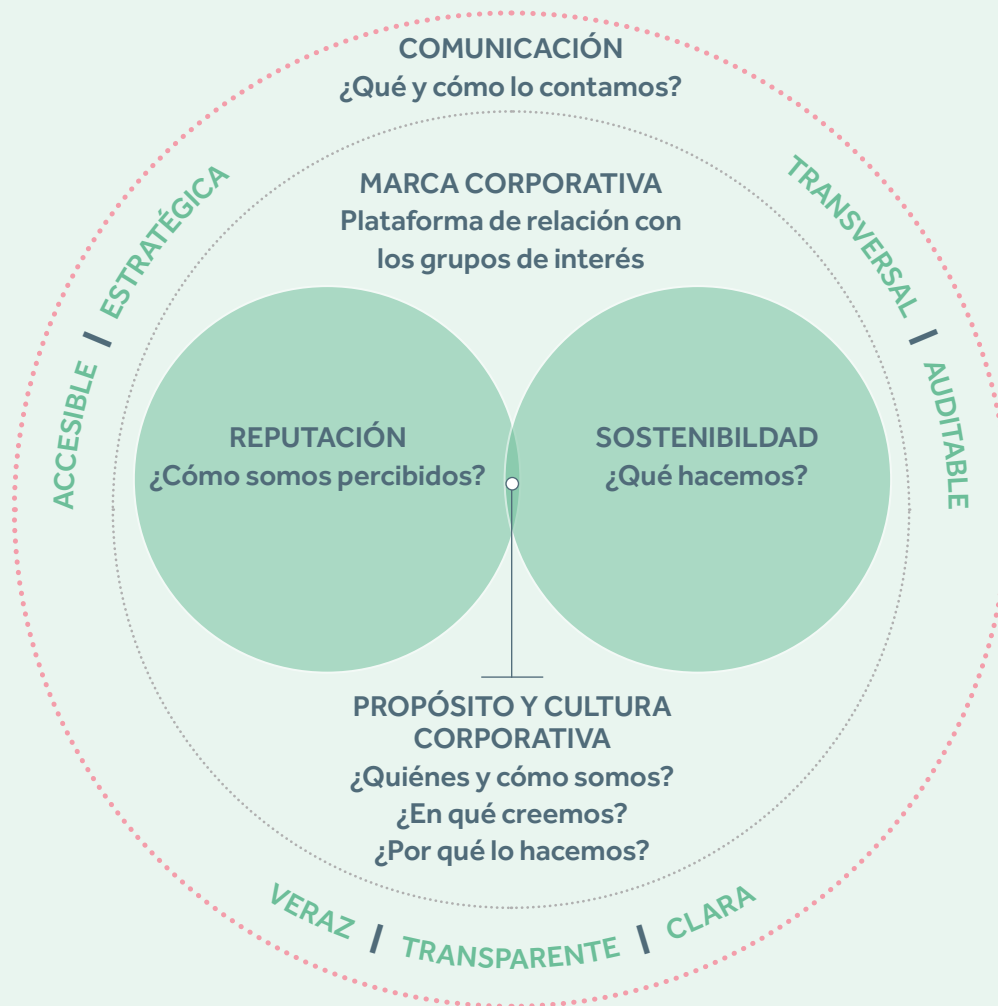 COMUNICACIÓN
¿Qué y cómo lo contamos?
MARCA CORPORATIVA
Plataforma de relación con
los grupos de interés
ACCESIBLE | ESTRATÉGICA
TRANSVERSAL | AUDITABLE
REPUTACIÓN
¿Cómo somos percibidos?
SOSTENIBILDAD
¿Qué hacemos?
PROPÓSITO Y CULTURA
CORPORATIVA
¿Quiénes y cómo somos?
¿En qué creemos?
¿Por qué lo hacemos?
VERAZ | TRANSPARENTE | CLARA